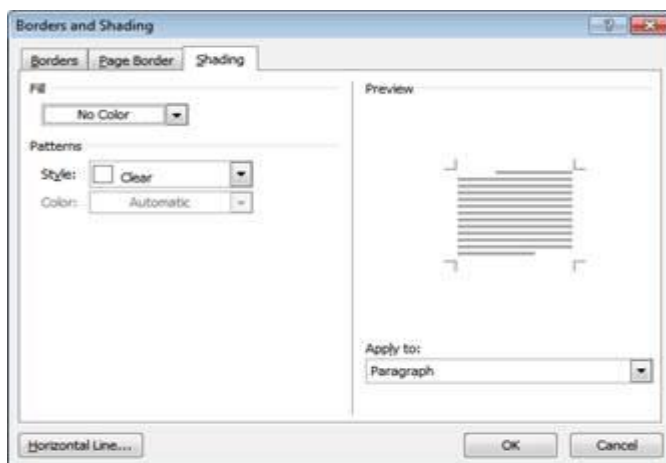 Borders and Shading
Borders Page Border Shading
Fill
No Color
Patterns
Style: Clear
Color: Automatic
Preview
Apply to:
Paragraph
Horizontal Line...
OK Cancel